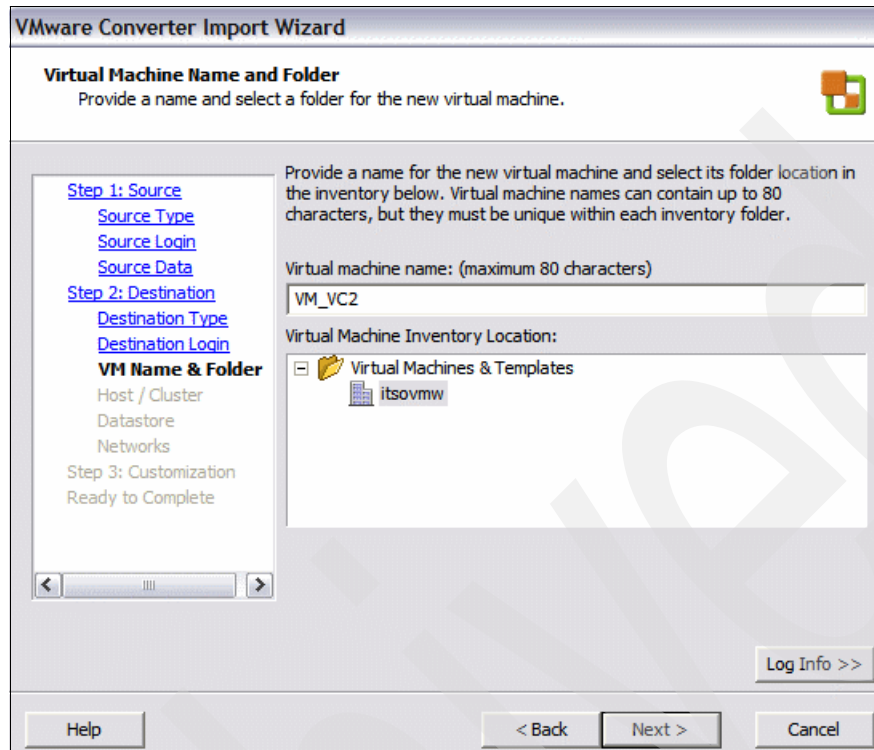 VMware Converter Import Wizard
Virtual Machine Name and Folder
Provide a name and select a folder for the new virtual machine.
Step 1: Source
Source Type
Source Login
Source Data
Step 2: Destination
Destination Type
Destination Login
VM Name & Folder
Host / Cluster
Datastore
Networks
Step 3: Customization
Ready to Complete
Provide a name for the new virtual machine and select its folder location in
the inventory below. Virtual machine names can contain up to 80
characters, but they must be unique within each inventory folder.
Virtual machine name: (maximum 80 characters)
VM_VC2
Virtual Machine Inventory Location:
Virtual Machines & Templates
itsovmw
Log Info >>
Help
< Back
Next >
Cancel